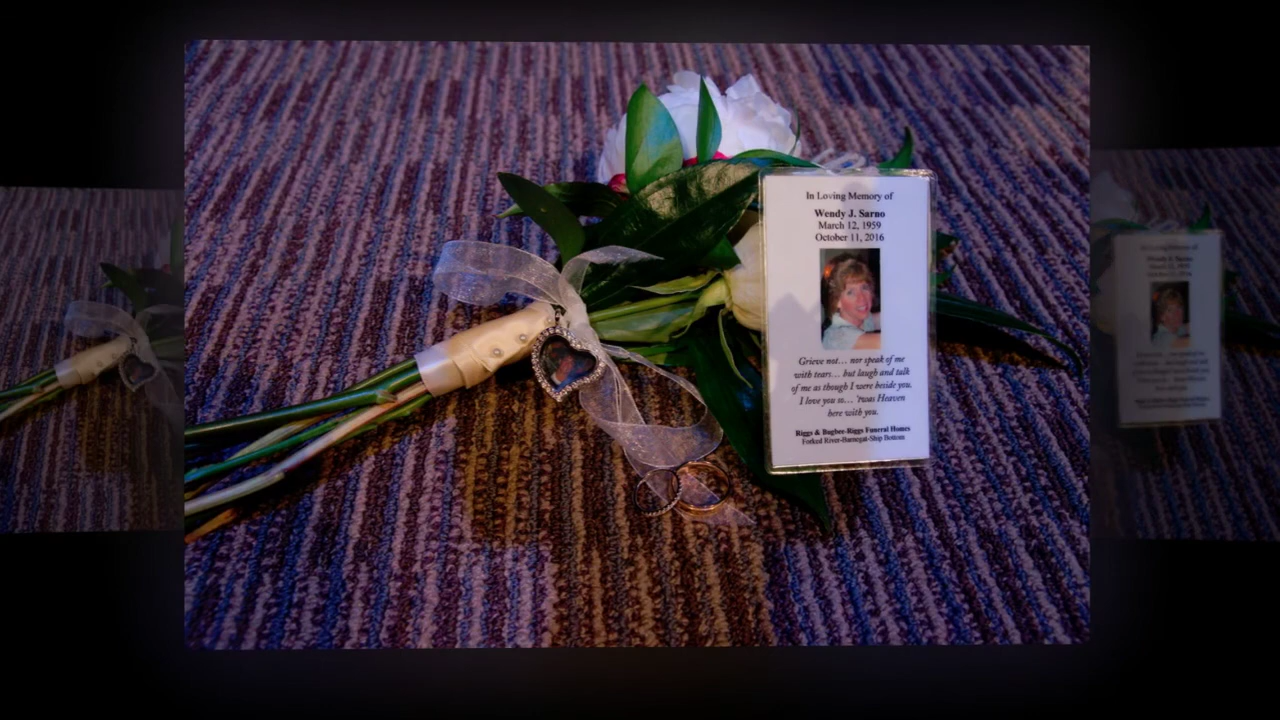 In Loving Memory of
Wendy J. Sarno
March 12, 1959
October 11, 2016
Grieve not... nor speak of me
with tears... but laugh and talk
of me as though I were beside you.
I love you so... 'twas Heaven
here with you.
Riggs & Bugbee-Riggs Funeral Homes
Forked River-Barnegat-Ship Bottom